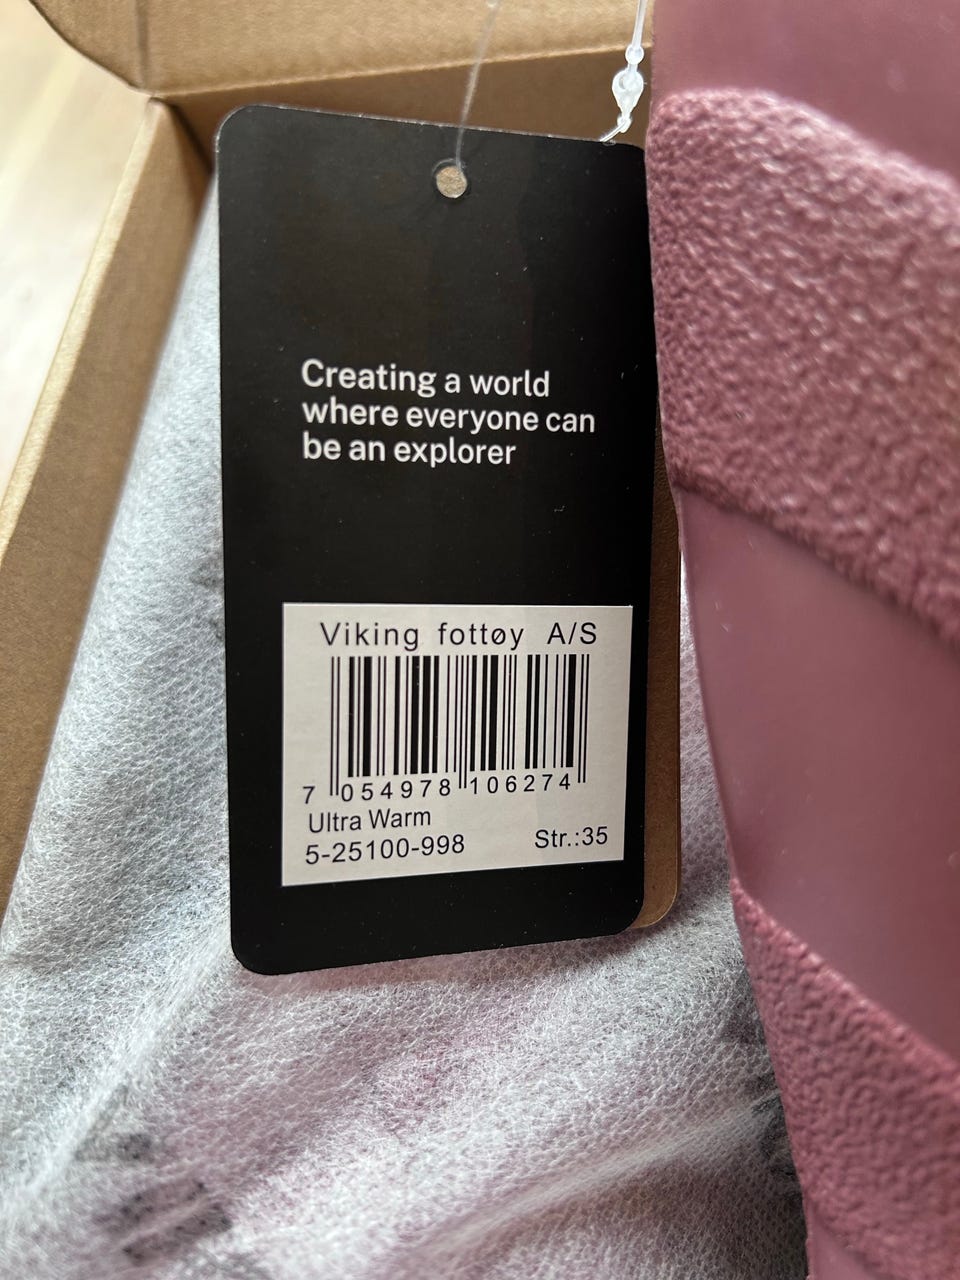 Creating a world
where everyone can
be an explorer
Viking fottøy A/S
7 054978 106274
Ultra Warm
5-25100-998 Str.:35